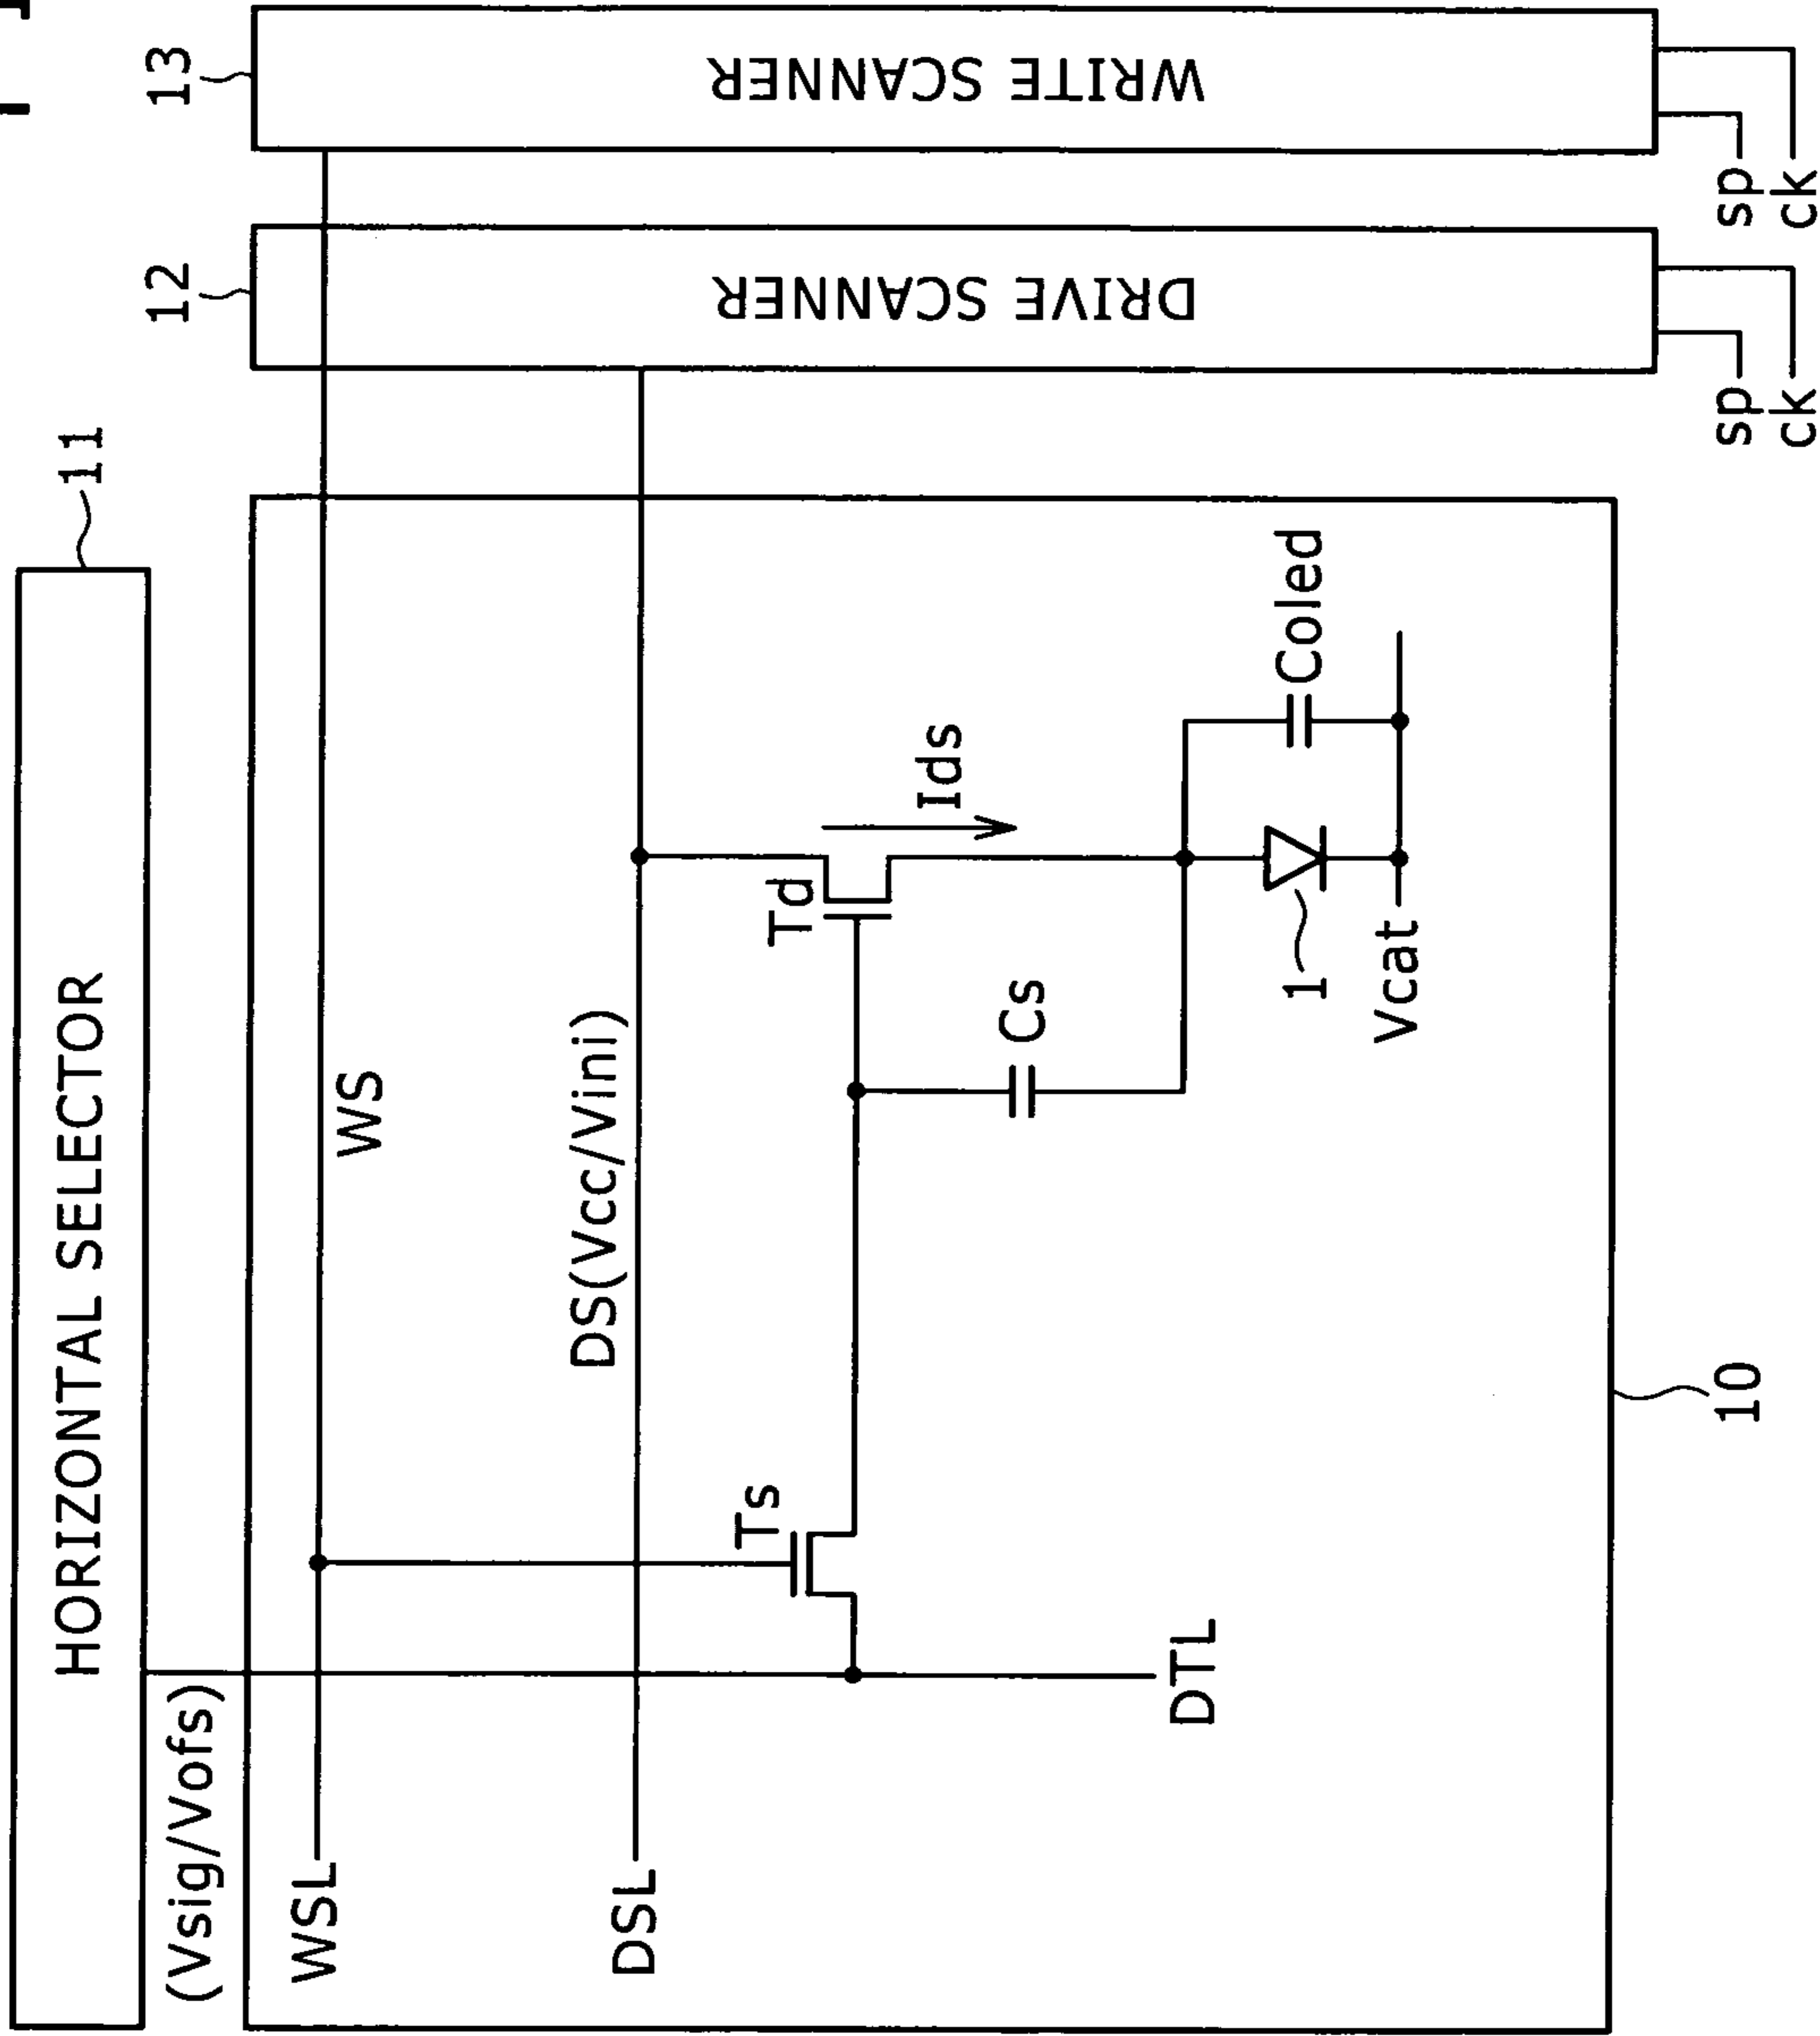 HORIZONTAL SELECTOR
11
(Vsig/Vofs)
12
13
WSL
WS
DSL
DS(Vcc/Vini)
DRIVE SCANNER
WRITE SCANNER
Ts
Td
Ids
Cs
DTL
1
Coled
Vcat
10
sp
ck
sp
ck